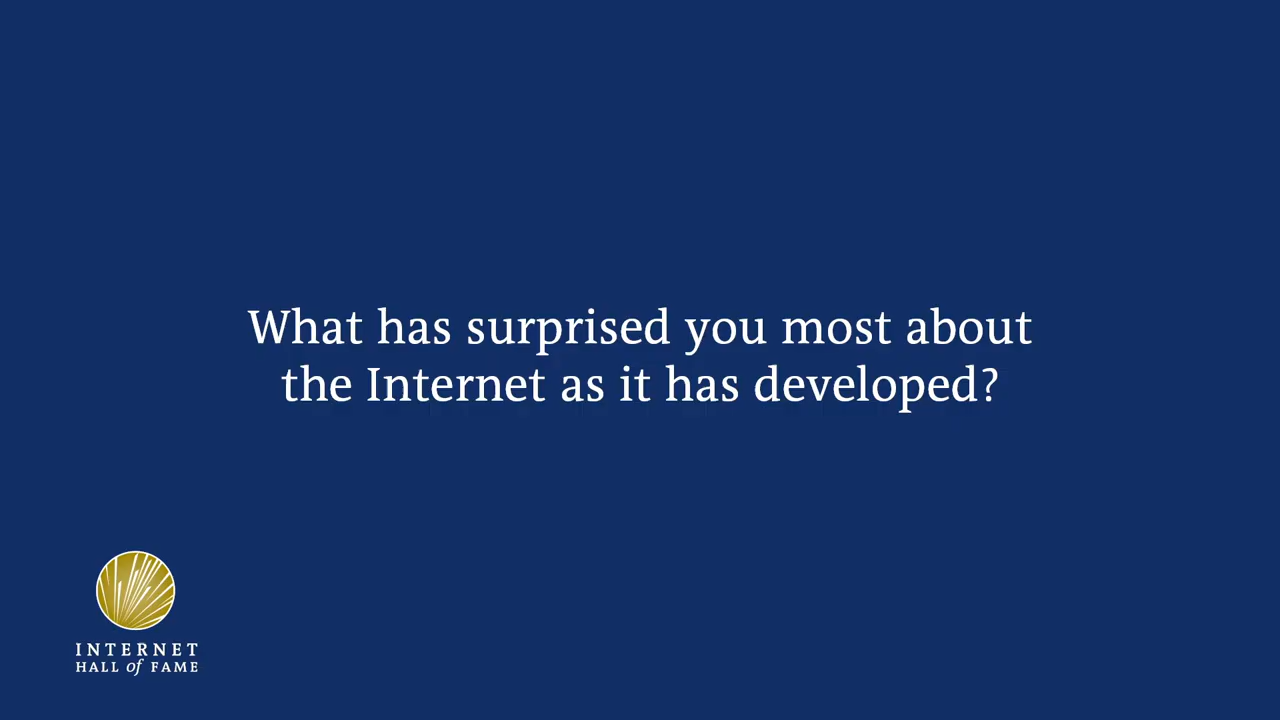 What has surprised you most about
the Internet as it has developed?
INTERNET
HALL of FAME